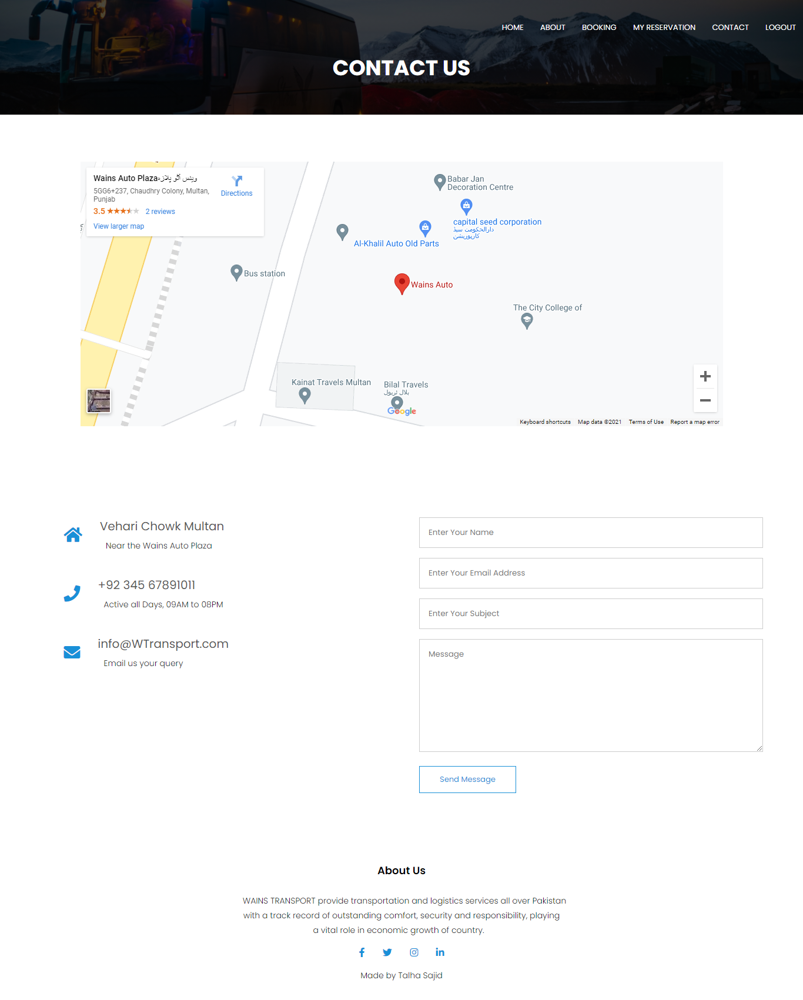 HOME ABOUT BOOKING MY RESERVATION CONTACT LOGOUT
CONTACT US
Wains Auto Plazaوینس آٹو پلازہ
5GG6+237, Chaudhry Colony, Multan,
Punjab
3.5 2 reviews
View larger map
Directions
Babar Jan
Decoration Centre
capital seed corporation
دارالحکومت سیڈ
کارپوریشن
Al-Khalil Auto Old Parts
Bus station
Wains Auto
The City College of
Kainat Travels Multan
Bilal Travels
بلال ٹریول
Google
Keyboard shortcuts Map data ©2021 Terms of Use Report a map error
Vehari Chowk Multan
Near the Wains Auto Plaza
+92 345 67891011
Active all Days, 09AM to 08PM
info@WTransport.com
Email us your query
Enter Your Name
Enter Your Email Address
Enter Your Subject
Message
Send Message
About Us
WAINS TRANSPORT provide transportation and logistics services all over Pakistan
with a track record of outstanding comfort, security and responsibility, playing
a vital role in economic growth of country.
Made by Talha Sajid